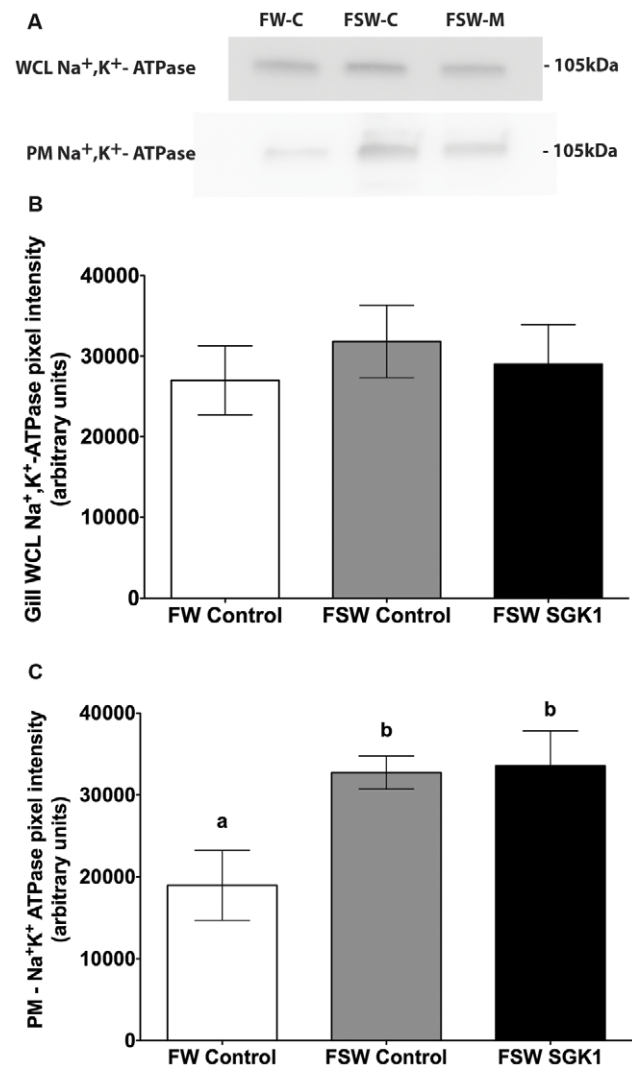 A
FW-C FSW-C FSW-M
WCL Na+,K+- ATPase - 105kDa
PM Na+,K+- ATPase - 105kDa
B
Gill WCL Na+,K+-ATPase pixel intensity
(arbitrary units)
40000
30000
20000
10000
0
FW Control FSW Control FSW SGK1
C
PM - Na+K+ ATPase pixel intensity
(arbitrary units)
40000
30000
20000
10000
0
a
b
b
FW Control FSW Control FSW SGK1